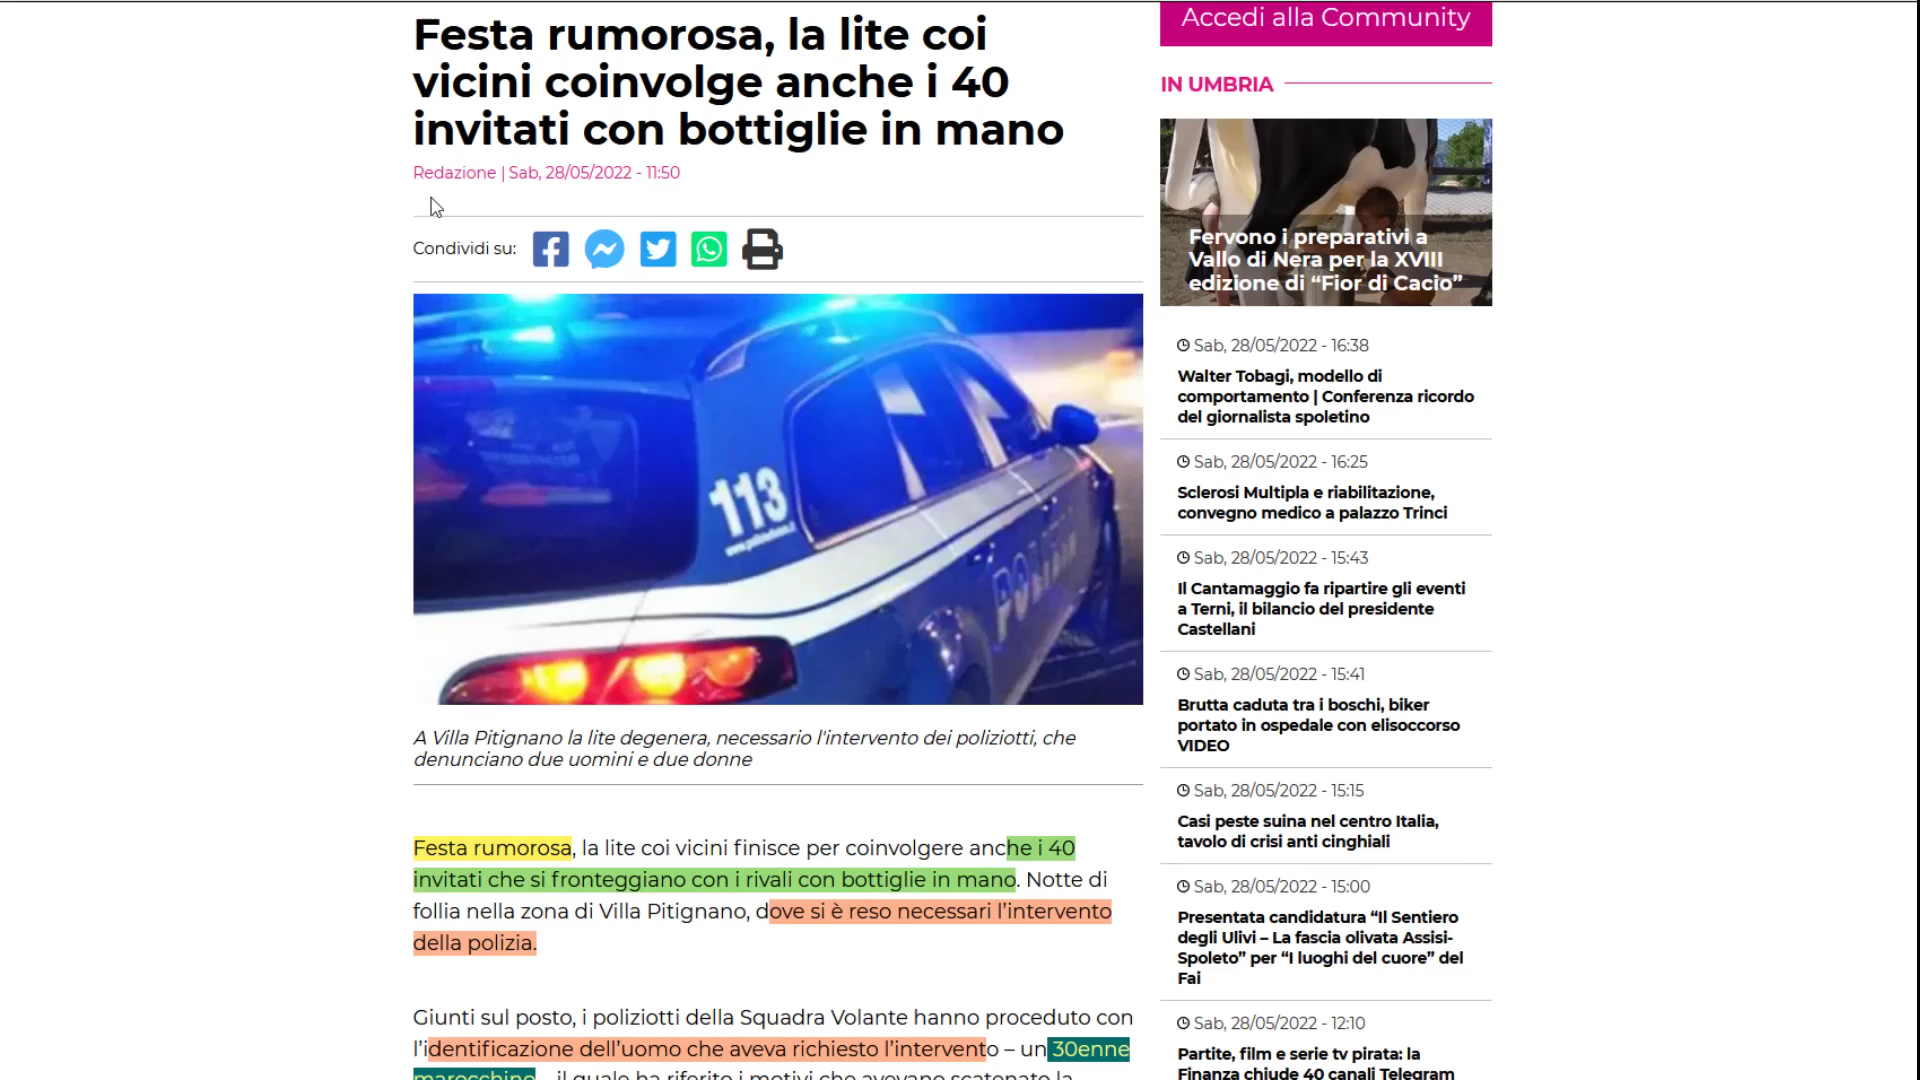 Festa rumorosa, la lite coi
vicini coinvolge anche i 40
invitati con bottiglie in mano
Redazione | Sab, 28/05/2022 - 11:50
Condividi su:
113
A Villa Pitignano la lite degenera, necessario l'intervento dei poliziotti, che
denunciano due uomini e due donne
Festa rumorosa, la lite coi vicini finisce per coinvolgere anche i 40
invitati che si fronteggiano con i rivali con bottiglie in mano. Notte di
follia nella zona di Villa Pitignano, dove si è reso necessari l’intervento
della polizia.
Giunti sul posto, i poliziotti della Squadra Volante hanno proceduto con
l’identificazione dell’uomo che aveva richiesto l’intervento – un 30enne
marocchino – il quale ha riferito i motivi che avevano scatenato la
Accedi alla Community
IN UMBRIA
Fervono i preparativi a
Vallo di Nera per la XVIII
edizione di “Fior di Cacio”
Sab, 28/05/2022 - 16:38
Walter Tobagi, modello di
comportamento | Conferenza ricordo
del giornalista spoletino
Sab, 28/05/2022 - 16:25
Sclerosi Multipla e riabilitazione,
convegno medico a palazzo Trinci
Sab, 28/05/2022 - 15:43
Il Cantamaggio fa ripartire gli eventi
a Terni, il bilancio del presidente
Castellani
Sab, 28/05/2022 - 15:41
Brutta caduta tra i boschi, biker
portato in ospedale con elisoccorso
VIDEO
Sab, 28/05/2022 - 15:15
Casi peste suina nel centro Italia,
tavolo di crisi anti cinghiali
Sab, 28/05/2022 - 15:00
Presentata candidatura “Il Sentiero
degli Ulivi – La fascia olivata Assisi-
Spoleto” per “I luoghi del cuore” del
Fai
Sab, 28/05/2022 - 12:10
Partite, film e serie tv pirata: la
Finanza chiude 40 canali Telegram